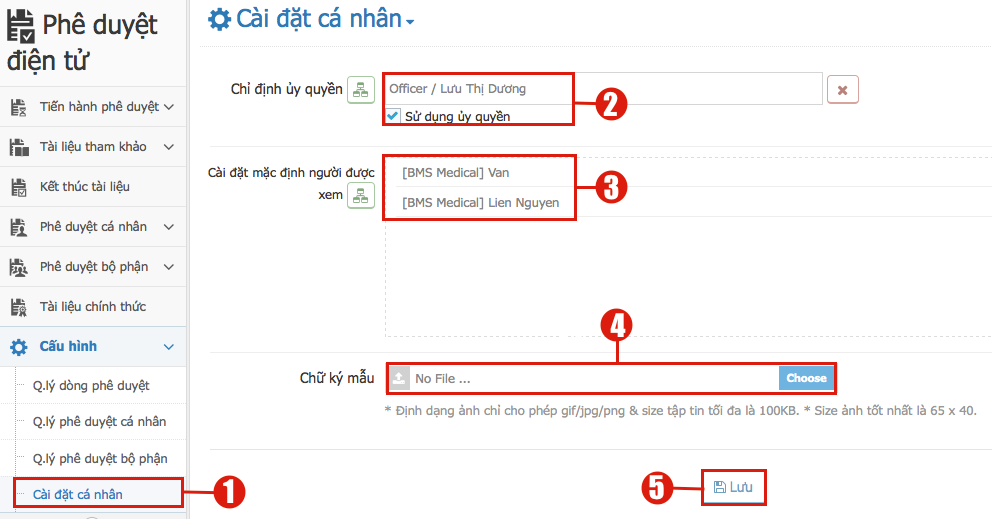 Phê duyệt
điện tử
Tiến hành phê duyệt
Tài liệu tham khảo
Kết thúc tài liệu
Phê duyệt cá nhân
Phê duyệt bộ phận
Tài liệu chính thức
Cấu hình
Q.lý dòng phê duyệt
Q.lý phê duyệt cá nhân
Q.lý phê duyệt bộ phận
Cài đặt cá nhân
1
Cài đặt cá nhân
Chỉ định ủy quyền
Officer / Lưu Thị Dương
Sử dụng ủy quyền
2
Cài đặt mặc định người được
xem
[BMS Medical] Van
[BMS Medical] Lien Nguyen
3
4
Chữ ký mẫu
No File ...
Choose
* Định dạng ảnh chỉ cho phép gif/jpg/png & size tập tin tối đa là 100KB. * Size ảnh tốt nhất là 65 x 40.
5
Lưu